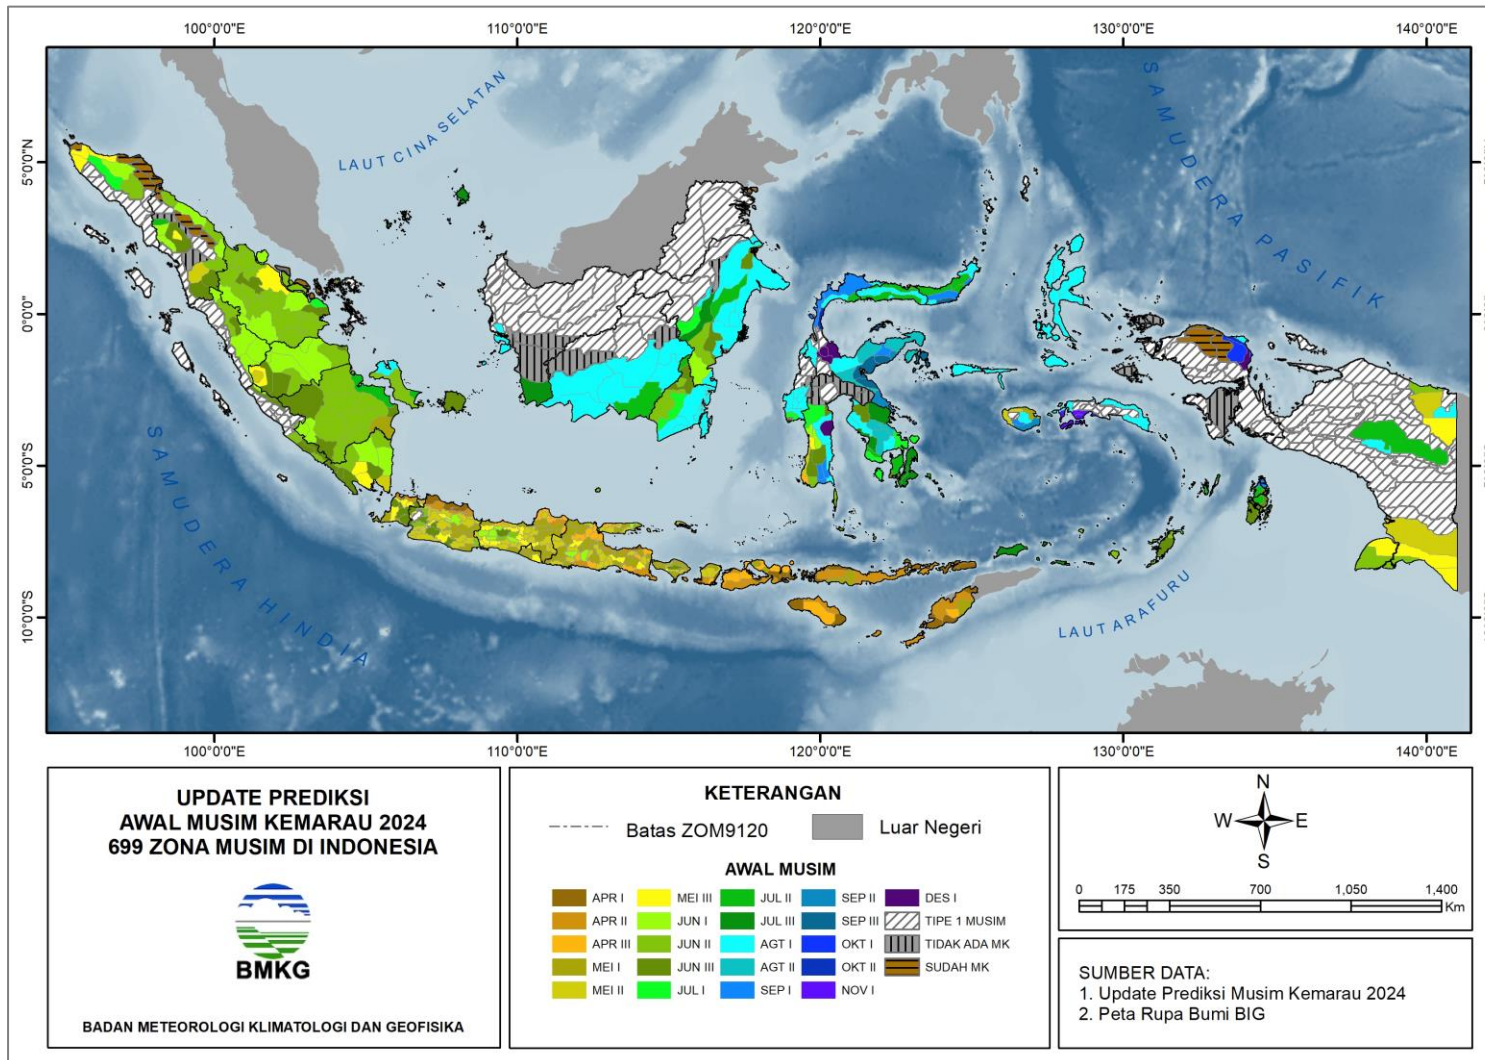 100°0'0"E 110°0'0"E 120°0'0"E 130°0'0"E 140°0'0"E
5°0'0"N
0°0'0"
5°0'0"S
10°0'0"S
LAUT CINA SELATAN
SAMUDERA PASIFIK
SAMUDERA HINDIA
LAUT ARAFURU
100°0'0"E 110°0'0"E 120°0'0"E 130°0'0"E 140°0'0"E
UPDATE PREDIKSI
AWAL MUSIM KEMARAU 2024
699 ZONA MUSIM DI INDONESIA
BMKG
BADAN METEOROLOGI KLIMATOLOGI DAN GEOFISIKA
KETERANGAN
Batas ZOM9120 Luar Negeri
AWAL MUSIM
APR I MEI III JUL II SEP II DES I
APR II JUN I JUL III SEP III TIPE 1 MUSIM
APR III JUN II AGT I OKT I TIDAK ADA MK
MEI I JUN III AGT II OKT II SUDAH MK
MEI II JUL I SEP I NOV I
N
W E
S
0 175 350 700 1,050 1,400
Km
SUMBER DATA:
1. Update Prediksi Musim Kemarau 2024
2. Peta Rupa Bumi BIG